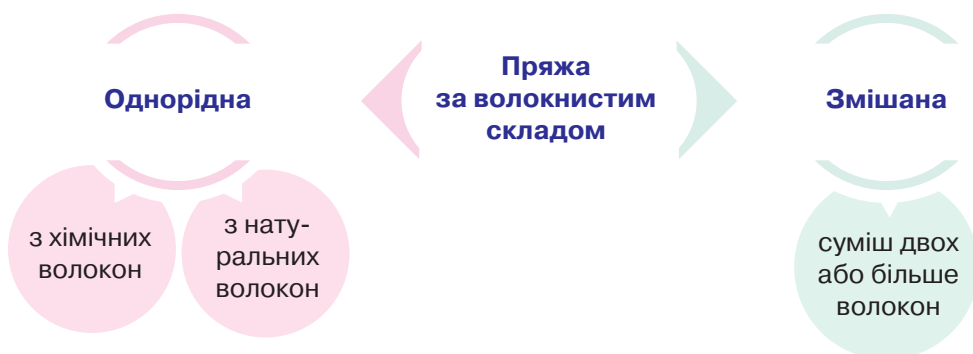 Пряжа
за волокнистим
складом
Однорідна
з хімічних
волокон
з нату-
ральних
волокон
Змішана
суміш двох
або більше
волокон